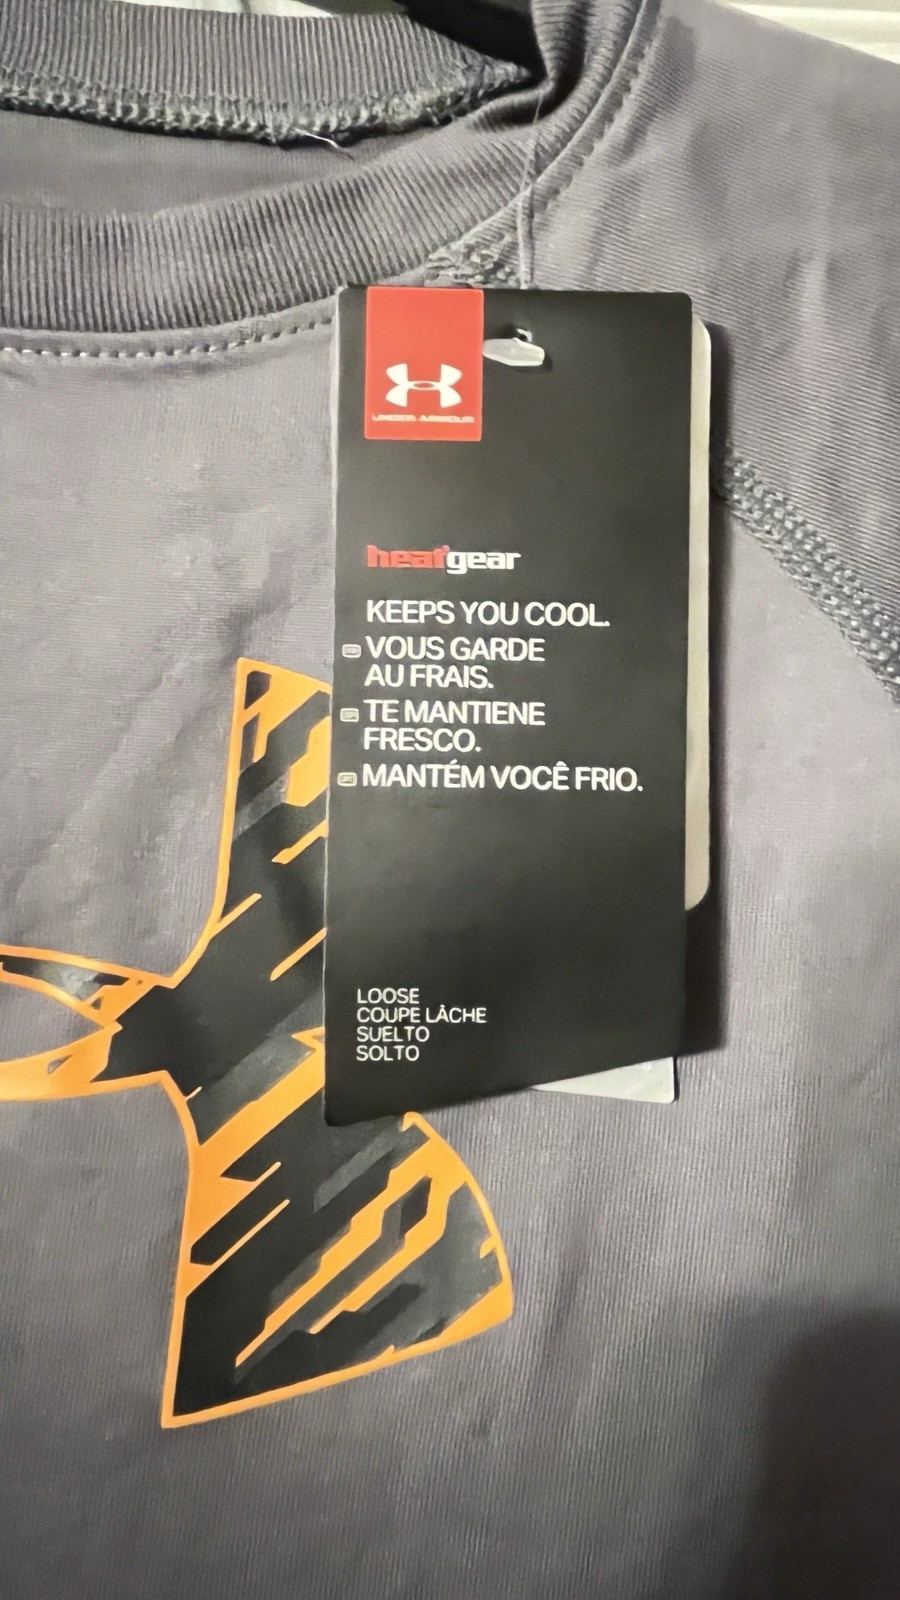 UNDER ARMOUR
heatgear
KEEPS YOU COOL.
VOUS GARDE
AU FRAIS.
TE MANTIENE
FRESCO.
MANTÉM VOCÊ FRIO.
LOOSE
COUPE LÂCHE
SUELTO
SOLTO